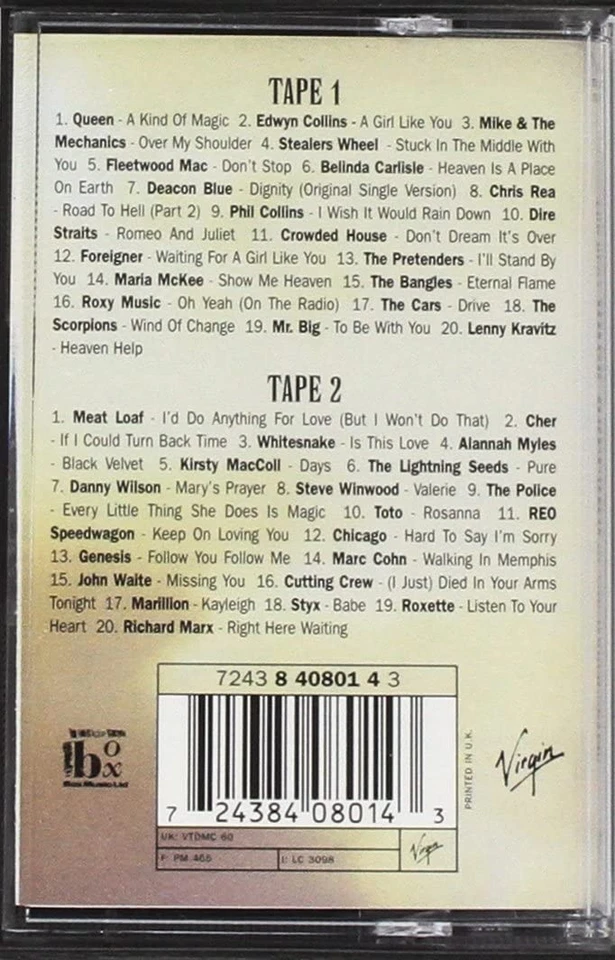 TAPE 1
1. Queen - A Kind Of Magic 2. Edwyn Collins - A Girl Like You 3. Mike & The
Mechanics - Over My Shoulder 4. Stealers Wheel - Stuck In The Middle With
You 5. Fleetwood Mac - Don't Stop 6. Belinda Carlisle - Heaven Is A Place
On Earth 7. Deacon Blue - Dignity (Original Single Version) 8. Chris Rea
- Road To Hell (Part 2) 9. Phil Collins - I Wish It Would Rain Down 10. Dire
Straits - Romeo And Juliet 11. Crowded House - Don't Dream It's Over
12. Foreigner - Waiting For A Girl Like You 13. The Pretenders - I'll Stand By
You 14. Maria McKee - Show Me Heaven 15. The Bangles - Eternal Flame
16. Roxy Music - Oh Yeah (On The Radio) 17. The Cars - Drive 18. The
Scorpions - Wind Of Change 19. Mr. Big - To Be With You 20. Lenny Kravitz
- Heaven Help
TAPE 2
1. Meat Loaf - I'd Do Anything For Love (But I Won't Do That) 2. Cher
- If I Could Turn Back Time 3. Whitesnake - Is This Love 4. Alannah Myles
- Black Velvet 5. Kirsty MacColl - Days 6. The Lightning Seeds - Pure
7. Danny Wilson - Mary's Prayer 8. Steve Winwood - Valerie 9. The Police
- Every Little Thing She Does Is Magic 10. Toto - Rosanna 11. REO
Speedwagon - Keep On Loving You 12. Chicago - Hard To Say I'm Sorry
13. Genesis - Follow You Follow Me 14. Marc Cohn - Walking In Memphis
15. John Waite - Missing You 16. Cutting Crew - (I Just) Died In Your Arms
Tonight 17. Marillion - Kayleigh 18. Styx - Babe 19. Roxette - Listen To Your
Heart 20. Richard Marx - Right Here Waiting
7243 8 40801 4 3
box
Box Music Ltd
7 24384 08014 3
PRINTED IN U.K.
Virgin
UK: VTDMC 60
F: PM 465
I: LC 3098
Virgin